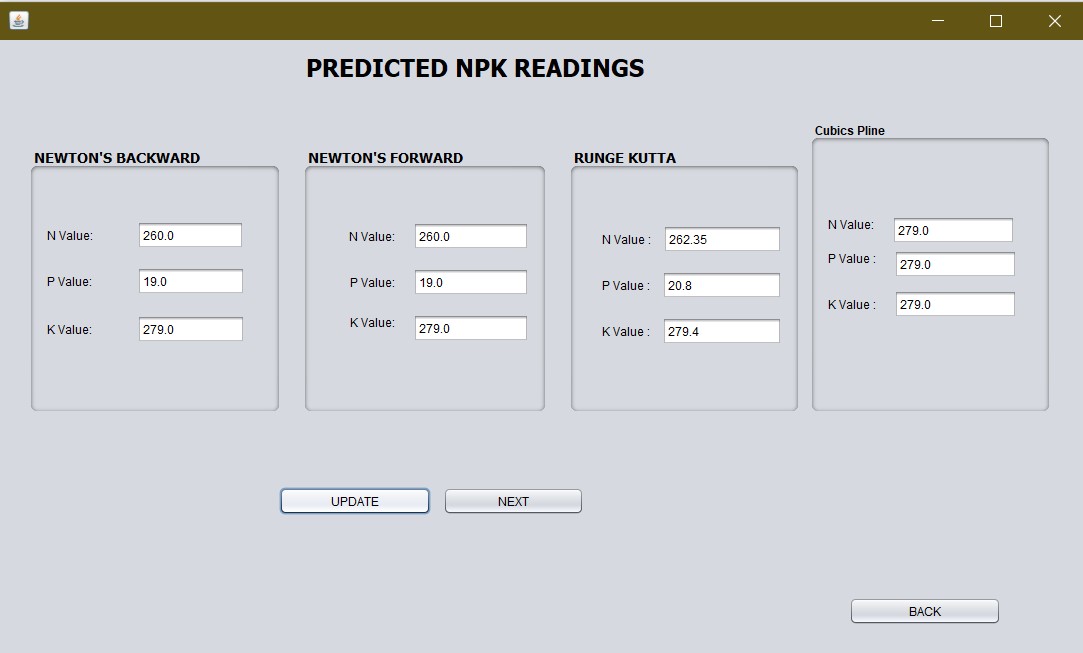 PREDICTED NPK READINGS
NEWTON'S BACKWARD
N Value: 260.0
P Value: 19.0
K Value: 279.0
NEWTON'S FORWARD
N Value: 260.0
P Value: 19.0
K Value: 279.0
RUNGE KUTTA
N Value : 262.35
P Value : 20.8
K Value : 279.4
Cubics Pline
N Value: 279.0
P Value : 279.0
K Value : 279.0
UPDATE NEXT
BACK